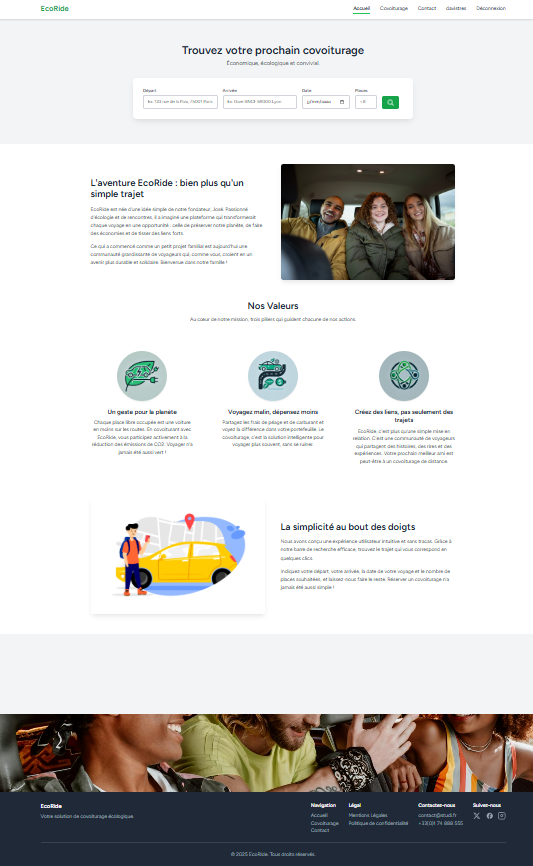 EcoRide
Accueil Covoiturage Contact davistres Déconnexion
Trouvez votre prochain covoiturage
Économique, écologique et convivial.
Départ Arrivée Date Places
Ex: 123 rue de la Paix, 75001 Paris
Ex: Gare SNCF 69000 Lyon
jj/mm/aaaa
L'aventure EcoRide : bien plus qu'un
simple trajet
EcoRide est née d'une idée simple de notre fondateur, José. Passionné
d'écologie et de rencontres, il a imaginé une plateforme qui transformerait
chaque voyage en une opportunité : celle de préserver notre planète, de faire
des économies et de tisser des liens forts.
Ce qui a commencé comme un petit projet familial est aujourd'hui une
communauté grandissante de voyageurs qui, comme vous, croient en un
avenir plus durable et solidaire. Bienvenue dans notre famille !
Nos Valeurs
Au cœur de notre mission, trois piliers qui guident chacune de nos actions.
Un geste pour la planète
Chaque place libre occupée est une voiture
en moins sur les routes. En covoiturant avec
EcoRide, vous participez activement à la
réduction des émissions de CO2. Voyager n'a
jamais été aussi vert !
Voyagez malin, dépensez moins
Partagez les frais de péage et de carburant et
voyez la différence dans votre portefeuille. Le
covoiturage, c'est la solution intelligente pour
voyager plus souvent, sans se ruiner.
Créez des liens, pas seulement des
trajets
EcoRide, c'est plus qu'une simple mise en
relation. C'est une communauté de voyageurs
qui partagent des histoires, des rires et des
expériences. Votre prochain meilleur ami est
peut-être à un covoiturage de distance.
La simplicité au bout des doigts
Nous avons conçu une expérience utilisateur intuitive et sans tracas. Grâce à
notre barre de recherche efficace, trouvez le trajet qui vous correspond en
quelques clics.
Indiquez votre départ, votre arrivée, la date de votre voyage et le nombre de
places souhaitées, et laissez-nous faire le reste. Réserver un covoiturage n'a
jamais été aussi simple !
EcoRide
Votre solution de covoiturage écologique.
Navigation
Accueil
Covoiturage
Contact
Légal
Mentions Légales
Politique de confidentialité
Contactez-nous
contact@studi.fr
+33(0)1 74 888 555
Suivez-nous
© 2025 EcoRide. Tous droits réservés.